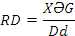 RD = XƏG
Dd